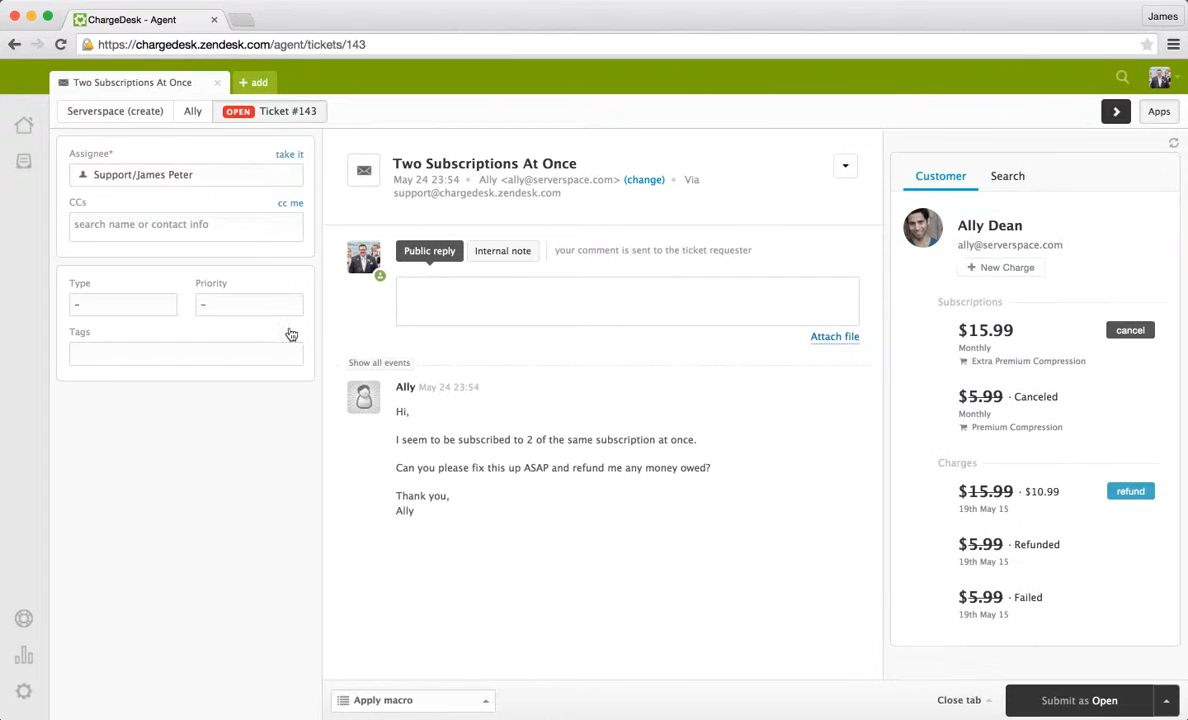 ChargeDesk - Agent
James
https://chargedesk.zendesk.com/agent/tickets/143
Two Subscriptions At Once
+ add
Serverspace (create)
Ally
OPEN Ticket #143
Apps
Assignee*
take it
Support/James Peter
CCs
cc me
search name or contact info
Type
Priority
–
–
Tags
Two Subscriptions At Once
May 24 23:54 • Ally <ally@serverspace.com> (change) • Via
support@chargedesk.zendesk.com
Public reply
Internal note
your comment is sent to the ticket requester
Attach file
Show all events
Ally May 24 23:54
Hi,
I seem to be subscribed to 2 of the same subscription at once.
Can you please fix this up ASAP and refund me any money owed?
Thank you,
Ally
Customer
Search
Ally Dean
ally@serverspace.com
+ New Charge
Subscriptions
$15.99
cancel
Monthly
Extra Premium Compression
$5.99 · Canceled
Monthly
Premium Compression
Charges
$15.99 · $10.99
refund
19th May 15
$5.99 · Refunded
19th May 15
$5.99 · Failed
19th May 15
Apply macro
Close tab
Submit as Open